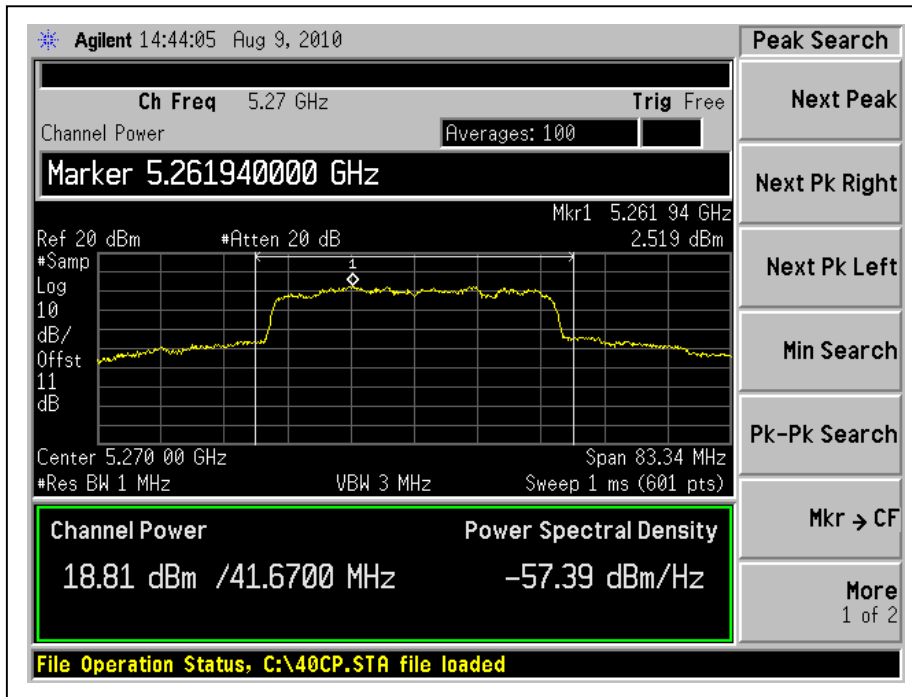 Agilent 14:44:05 Aug 9, 2010
Peak Search
Ch Freq 5.27 GHz Trig Free
Channel Power Averages: 100
Marker 5.261940000 GHz
Mkr1 5.261 94 GHz
Ref 20 dBm #Atten 20 dB 2.519 dBm
#Samp
Log
10
dB/
Offst
11
dB
1
Center 5.270 00 GHz Span 83.34 MHz
#Res BW 1 MHz VBW 3 MHz Sweep 1 ms (601 pts)
Channel Power Power Spectral Density
18.81 dBm /41.6700 MHz -57.39 dBm/Hz
File Operation Status, C:\40CP.STA file loaded
Next Peak
Next Pk Right
Next Pk Left
Min Search
Pk-Pk Search
Mkr → CF
More
1 of 2